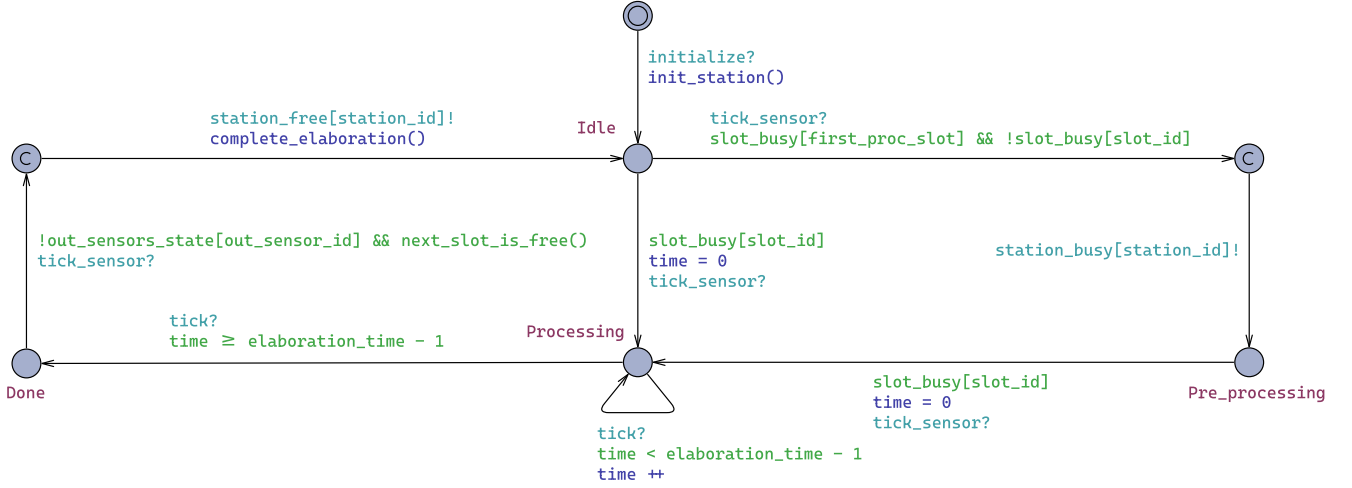 initialize?
init_station()
station_free[station_id]!
complete_elaboration()
Idle
tick_sensor?
slot_busy[first_proc_slot] && !slot_busy[slot_id]
C
C
!out_sensors_state[out_sensor_id] && next_slot_is_free()
tick_sensor?
slot_busy[slot_id]
time = 0
tick_sensor?
station_busy[station_id]!
tick?
time ≥ elaboration_time - 1
Processing
Done
slot_busy[slot_id]
time = 0
tick_sensor?
Pre_processing
tick?
time < elaboration_time - 1
time ++